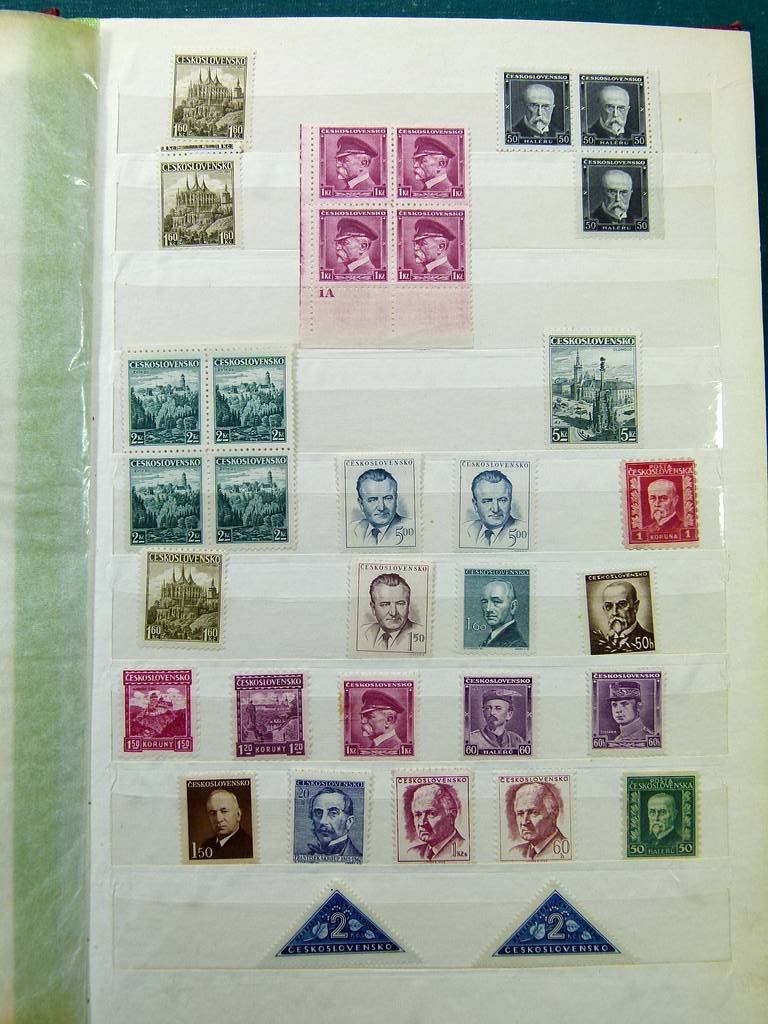 ČESKOSLOVENSKO
1.60 1.60
ČESKOSLOVENSKO
50 HALÉŘŮ 50
ČESKOSLOVENSKO
50 HALÉŘŮ 50
ČESKOSLOVENSKO
1Kč 1Kč
ČESKOSLOVENSKO
1Kč 1Kč
ČESKOSLOVENSKO
1Kč 1Kč
ČESKOSLOVENSKO
1Kč 1Kč
1A
1.60 1.60
ČESKOSLOVENSKO
50 HALÉŘŮ 50
ČESKOSLOVENSKO
2Kč 2Kč
ČESKOSLOVENSKO
2Kč 2Kč
ČESKOSLOVENSKO
2Kč 2Kč
ČESKOSLOVENSKO
2Kč 2Kč
ČESKOSLOVENSKO
OLOMOUC
5Kč 5Kč
ČESKOSLOVENSKO
5.00
ČESKOSLOVENSKO
5.00
POŠTA
ČESKOSLOVENSKÁ
1 KORUNA 1
ČESKOSLOVENSKO
1.60 1.60
ČESKOSLOVENSKO
1.50
ČESKOSLOVENSKO
1.60
ČESKOSLOVENSKO
50h
ČESKOSLOVENSKO
1.50 KORUNY 1.50
ČESKOSLOVENSKO
1.20 KORUNY 1.20
ČESKOSLOVENSKO
1Kč 1Kč
ČESKOSLOVENSKO
60 HALÉŘŮ 60
ČESKOSLOVENSKO
60h 60h
ČESKOSLOVENSKO
1.50
ČESKOSLOVENSKO
20
FRANTIŠEK ŠKROUP
ČESKOSLOVENSKO
1Kčs
ČESKOSLOVENSKO
60
h
POŠTA
ČESKOSLOVENSKÁ
50 HALÉŘŮ 50
2
ČESKOSLOVENSKO
2
ČESKOSLOVENSKO